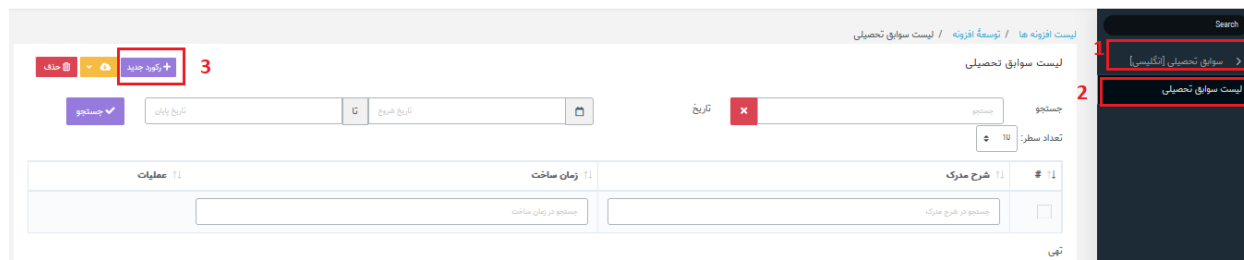 Search
لیست افزونه ها / توسعهٔ افزونه / لیست سوابق تحصیلی
1
سوابق تحصیلی [انگلیسی]
2
لیست سوابق تحصیلی
لیست سوابق تحصیلی
3
+ رکورد جدید
حذف
جستجو
جستجو
تاریخ
تاریخ شروع
تا
تاریخ پایان
جستجو
تعداد سطر: 10
# شرح مدرک زمان ساخت عملیات
جستجو در شرح مدرک
جستجو در زمان ساخت
تهی